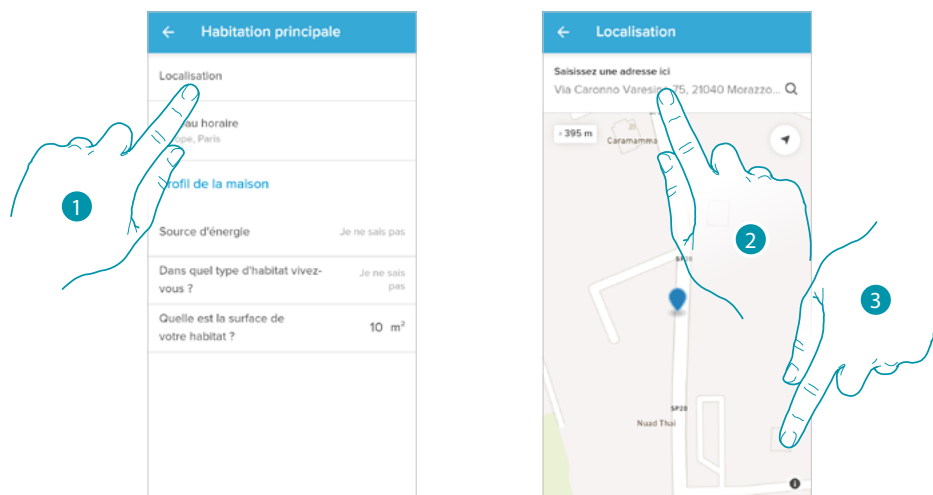 Habitation principale
Localisation
au horaire
ope, Paris
rofil de la maison
Source d'énergie Je ne sais pas
Dans quel type d'habitat vivez- Je ne sais
vous ? pas
Quelle est la surface de
votre habitat ? 10 m²
1
Localisation
Saisissez une adresse ici
Via Caronno Varesino 75, 21040 Morazzo...
395 m
Caramamma
2
3
SP20
Nuad Thai